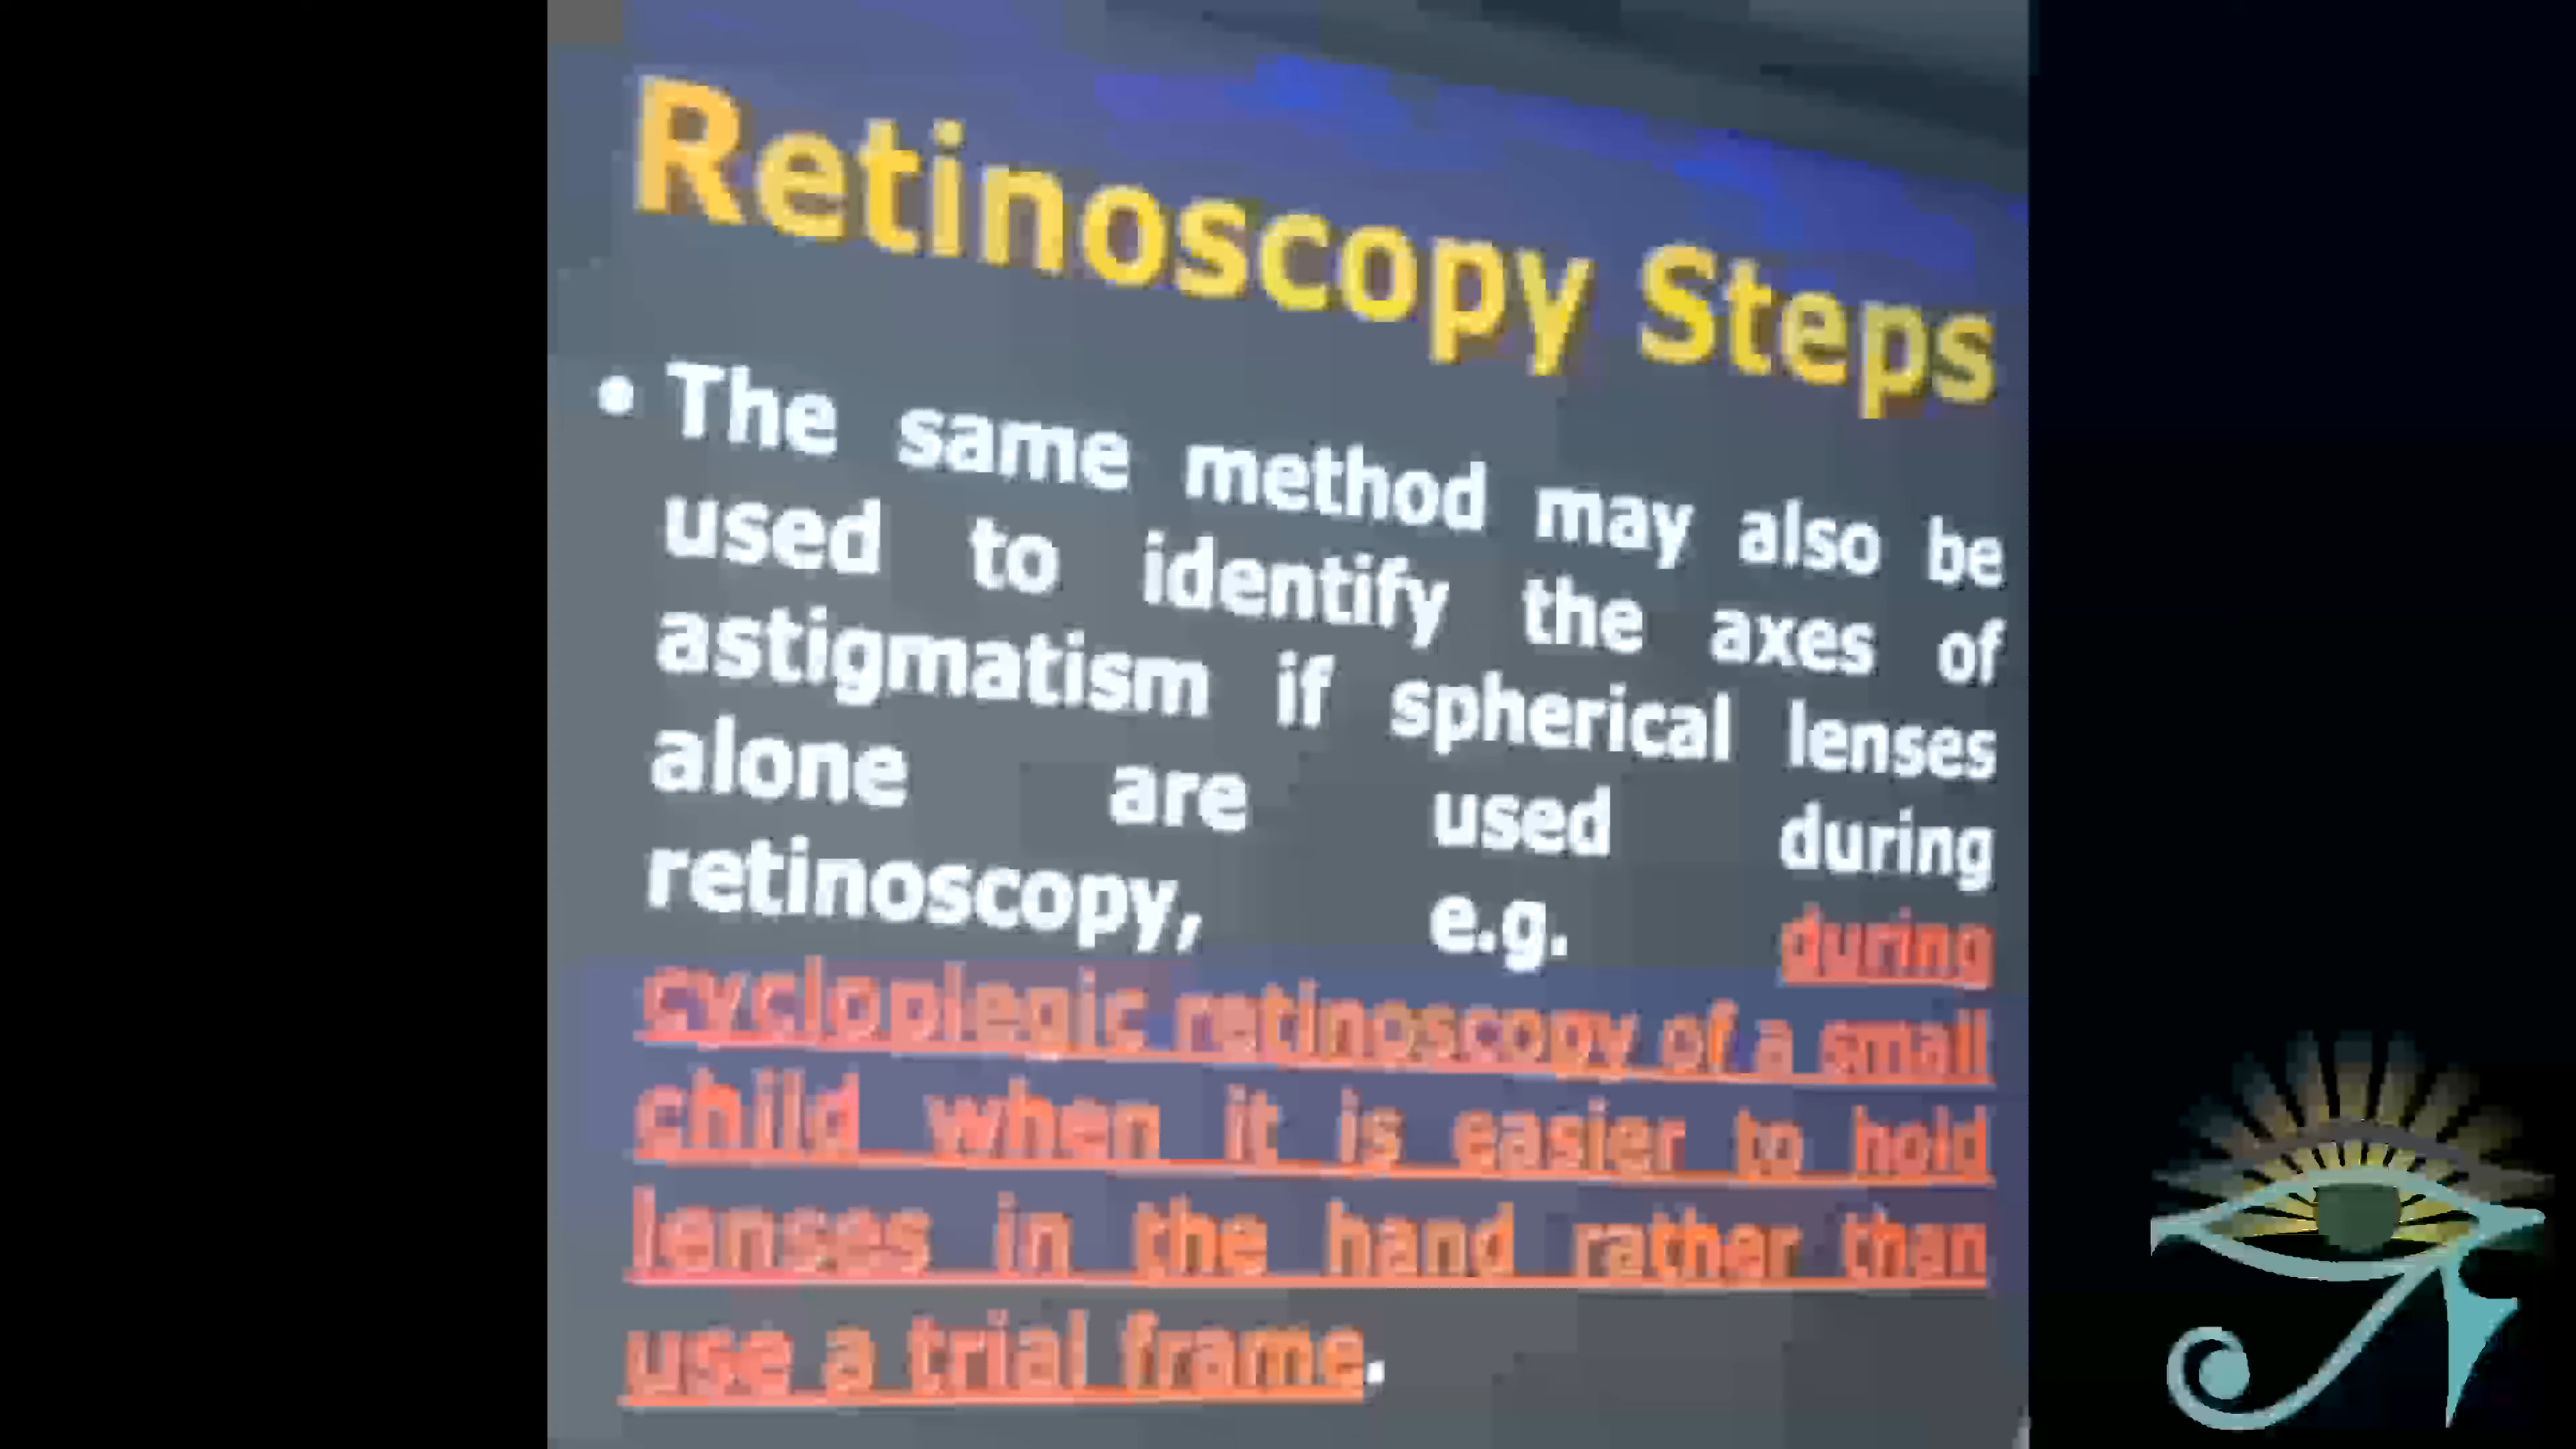 Retinoscopy Steps
• The same method may also be
used to identify the axes of
astigmatism if spherical lenses
alone are used during
retinoscopy, e.g. during
cycloplegic retinoscopy of a small
child when it is easier to hold
lenses in the hand rather than
use a trial frame.